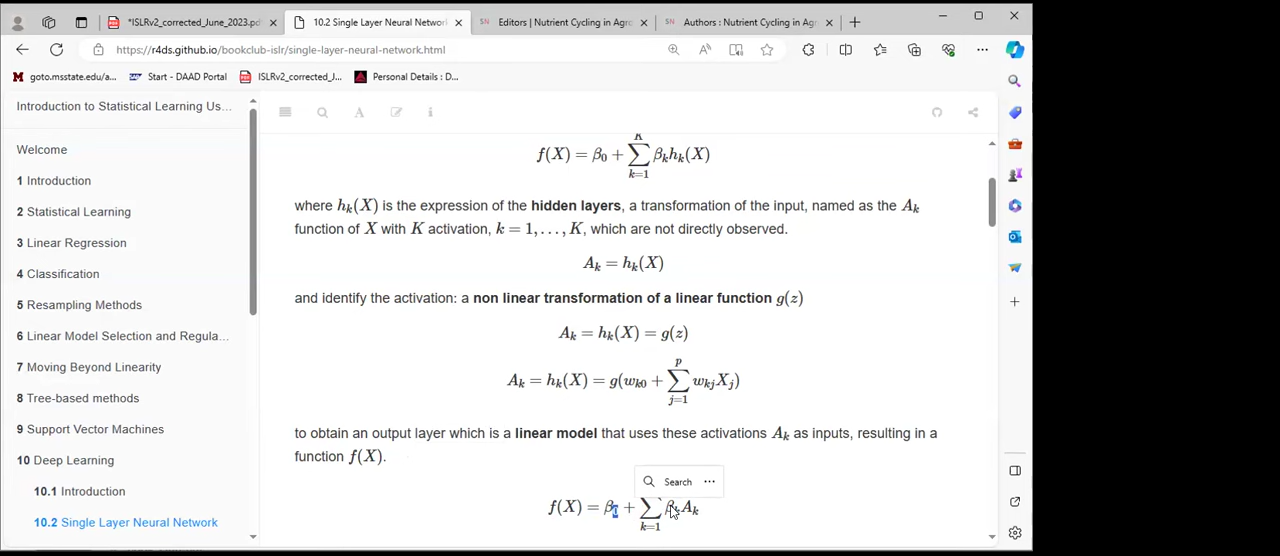 *ISLRv2_corrected_June_2023.pd
10.2 Single Layer Neural Network
SN Editors | Nutrient Cycling in Agro
SN Authors : Nutrient Cycling in Agro
https://r4ds.github.io/bookclub-islr/single-layer-neural-network.html
goto.msstate.edu/a...
Start - DAAD Portal
ISLRv2_corrected_J...
Personal Details : D...
Introduction to Statistical Learning Us...
Welcome
1 Introduction
2 Statistical Learning
3 Linear Regression
4 Classification
5 Resampling Methods
6 Linear Model Selection and Regula...
7 Moving Beyond Linearity
8 Tree-based methods
9 Support Vector Machines
10 Deep Learning
10.1 Introduction
10.2 Single Layer Neural Network
f(X) = β₀ + ∑ₖ₌₁ᴷ βₖhₖ(X)
where hₖ(X) is the expression of the hidden layers, a transformation of the input, named as the Aₖ
function of X with K activation, k = 1, . . . , K, which are not directly observed.
Aₖ = hₖ(X)
and identify the activation: a non linear transformation of a linear function g(z)
Aₖ = hₖ(X) = g(z)
Aₖ = hₖ(X) = g(wₖ₀ + ∑ⱼ₌₁ᵖ wₖⱼXⱼ)
to obtain an output layer which is a linear model that uses these activations Aₖ as inputs, resulting in a
function f(X).
Search
f(X) = β₀ + ∑ₖ₌₁ βₖAₖ